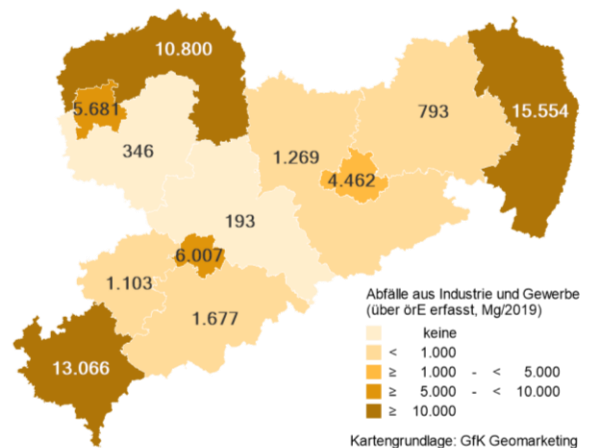 10.800
5.681
793
15.554
346
1.269
4.462
193
6.007
1.103
1.677
13.066
Abfälle aus Industrie und Gewerbe
(über örE erfasst, Mg/2019)
keine
< 1.000
≥ 1.000 - < 5.000
≥ 5.000 - < 10.000
≥ 10.000
Kartengrundlage: GfK Geomarketing